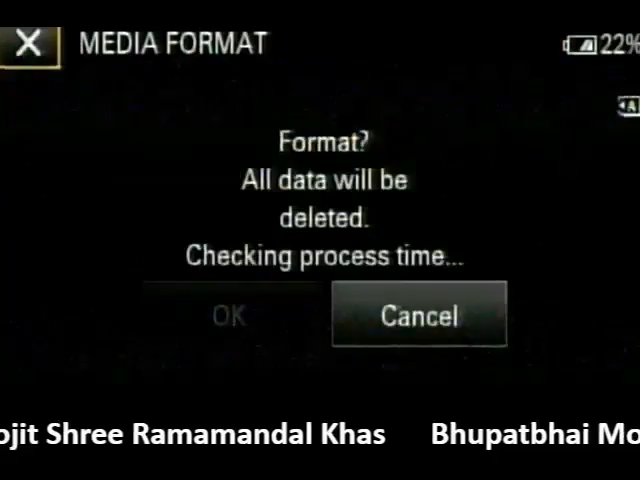 X MEDIA FORMAT 22%
A
Format?
All data will be
deleted.
Checking process time...
OK Cancel
Shree Ramamandal Khas Bhupatbhai